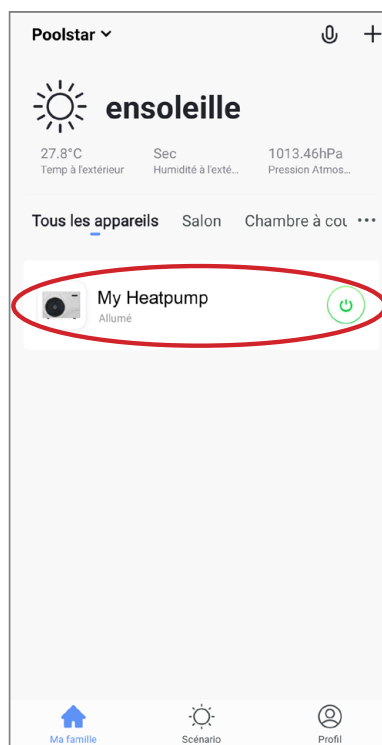 Poolstar
ensoleille
27.8°C Sec 1013.46hPa
Temp à l'extérieur Humidité à l'exté... Pression Atmos...
Tous les appareils Salon Chambre à cou ...
My Heatpump
Allumé
Ma famille Scénario Profil